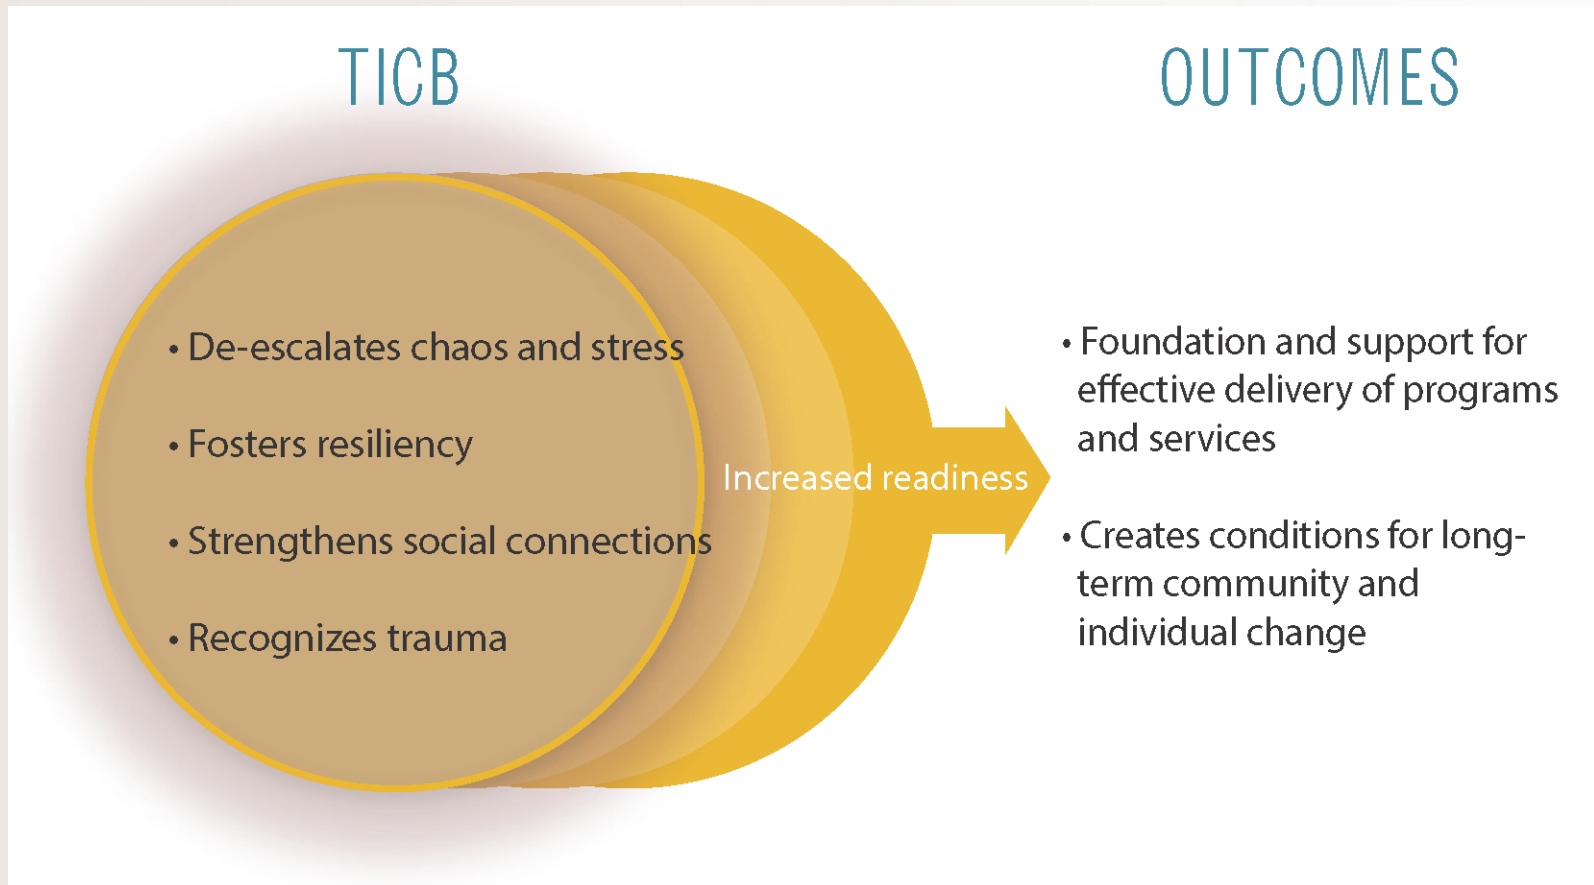 TICB
OUTCOMES
• De-escalates chaos and stress
• Fosters resiliency
• Strengthens social connections
• Recognizes trauma
Increased readiness
• Foundation and support for
effective delivery of programs
and services
• Creates conditions for long-
term community and
individual change